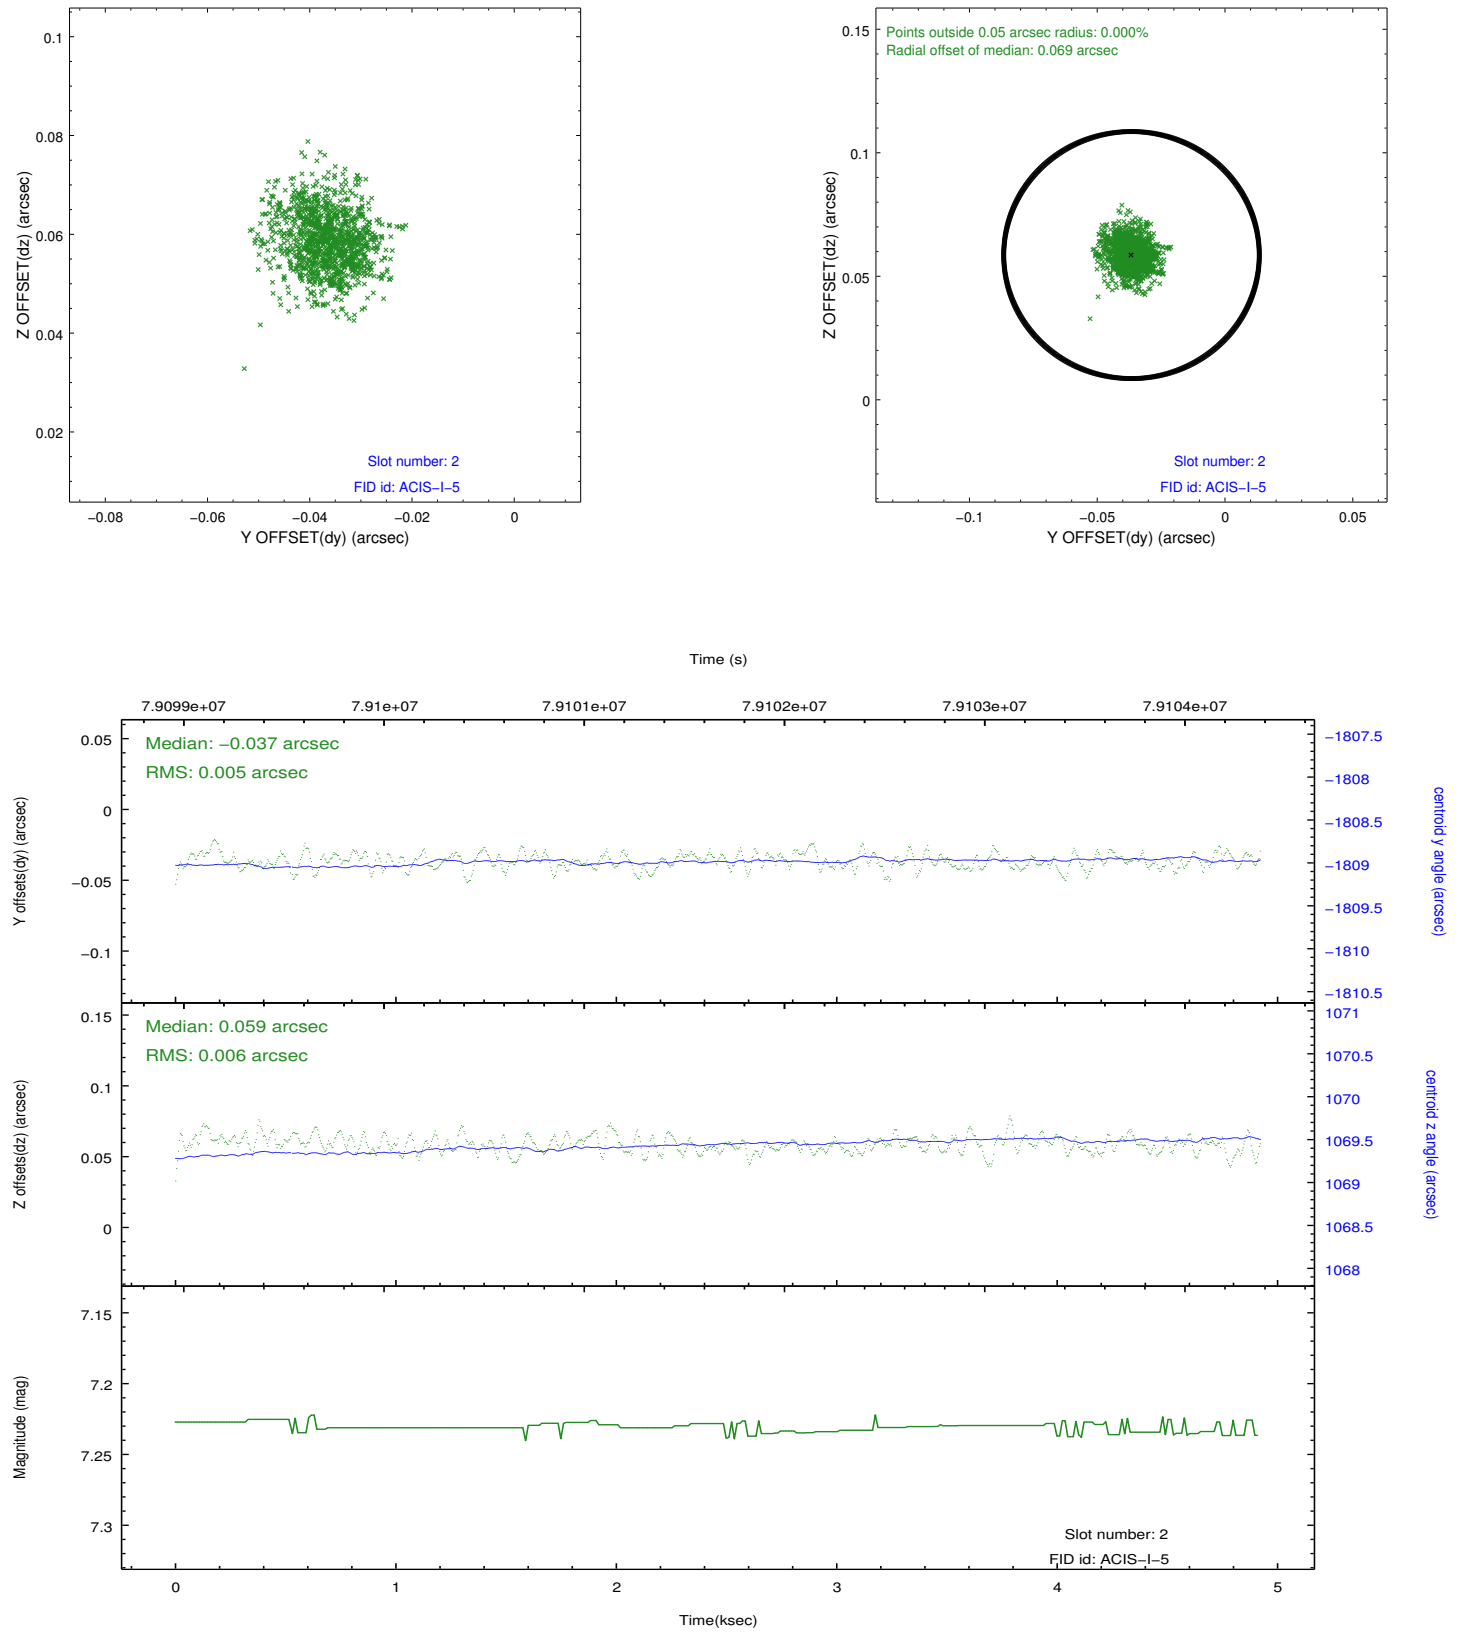 0.1
0.08
0.06
0.04
0.02
Z OFFSET(dz) (arcsec)
Slot number: 2
FID id: ACIS−I−5
−0.08 −0.06 −0.04 −0.02 0
Y OFFSET(dy) (arcsec)
Points outside 0.05 arcsec radius: 0.000%
Radial offset of median: 0.069 arcsec
0.15
0.1
0.05
0
Z OFFSET(dz) (arcsec)
Slot number: 2
FID id: ACIS−I−5
−0.1 −0.05 0 0.05
Y OFFSET(dy) (arcsec)
Time (s)
7.9099e+07 7.91e+07 7.9101e+07 7.9102e+07 7.9103e+07 7.9104e+07
Median: −0.037 arcsec
RMS: 0.005 arcsec
0.05
0
−0.05
−0.1
Y offsets(dy) (arcsec)
−1807.5
−1808
−1808.5
−1809
−1809.5
−1810
−1810.5
centroid y angle (arcsec)
Median: 0.059 arcsec
RMS: 0.006 arcsec
0.15
0.1
0.05
0
Z offsets(dz) (arcsec)
1071
1070.5
1070
1069.5
1069
1068.5
1068
centroid z angle (arcsec)
7.15
7.2
7.25
7.3
Magnitude (mag)
Slot number: 2
FID id: ACIS−I−5
0 1 2 3 4 5
Time(ksec)